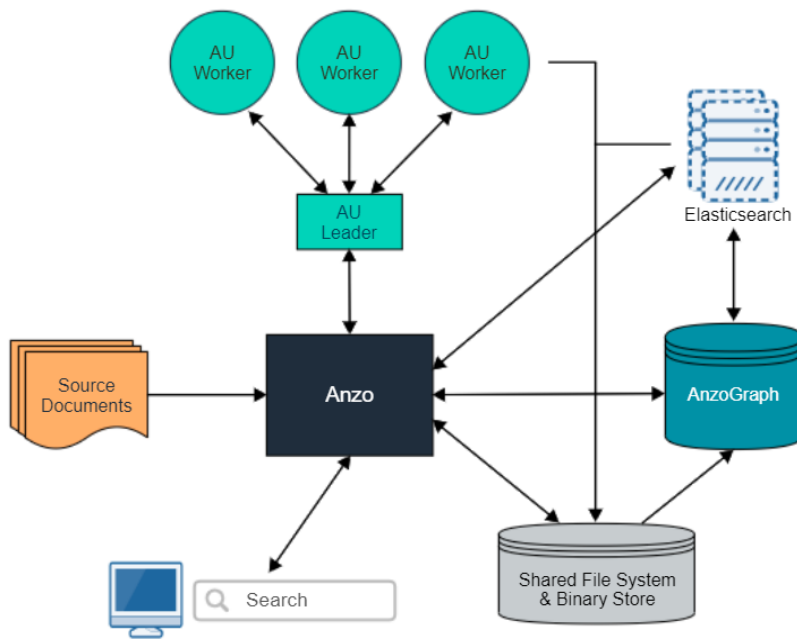 AU
Worker
AU
Worker
AU
Worker
Elasticsearch
AU
Leader
Source
Documents
Anzo
AnzoGraph
Shared File System
& Binary Store
Search